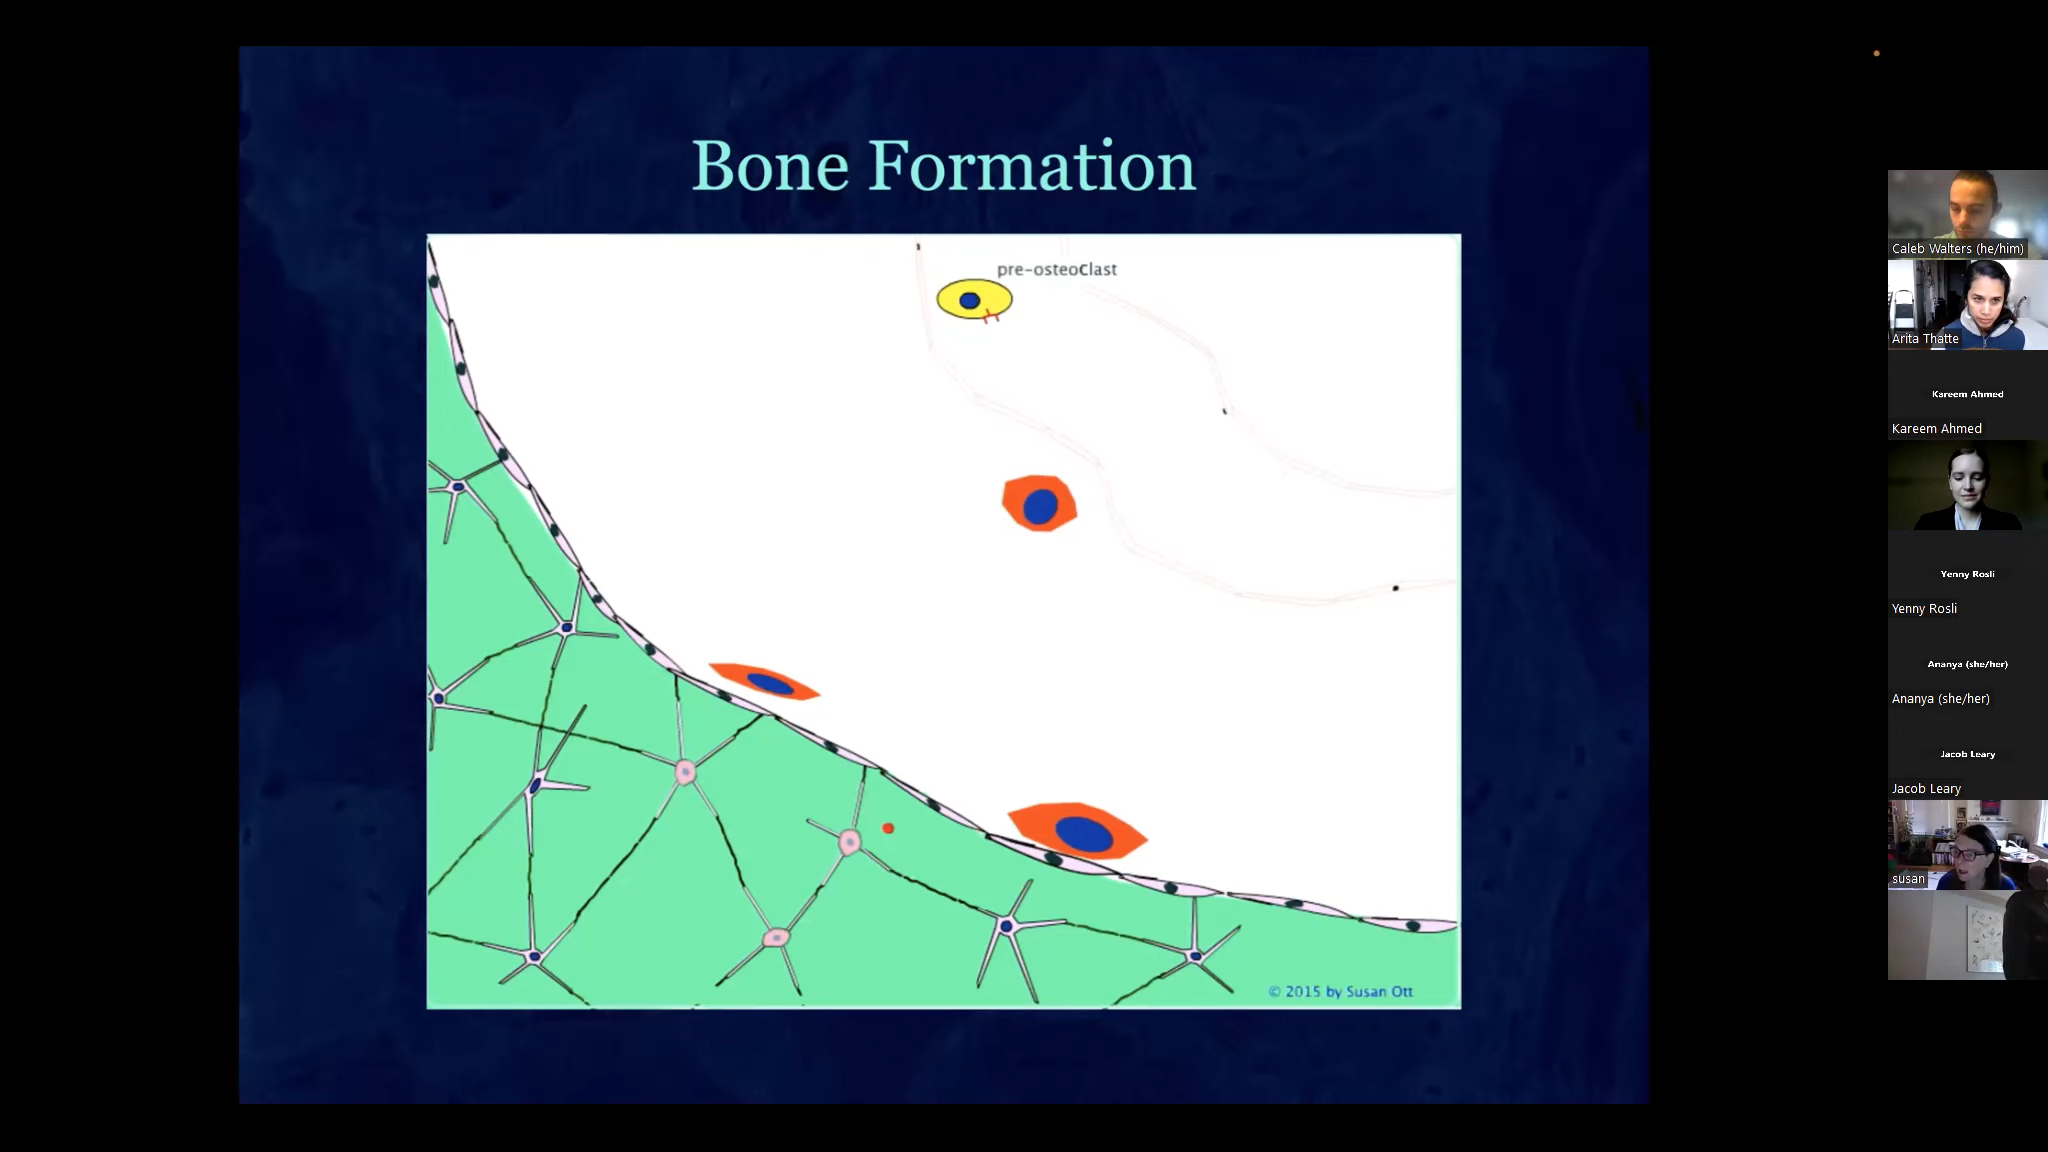 Bone Formation
pre-osteoclast
© 2015 by Susan Ott
Caleb Walters (he/him)
Arita Thatte
Kareem Ahmed
Kareem Ahmed
Yenny Rosli
Yenny Rosli
Ananya (she/her)
Ananya (she/her)
Jacob Leary
Jacob Leary
susan